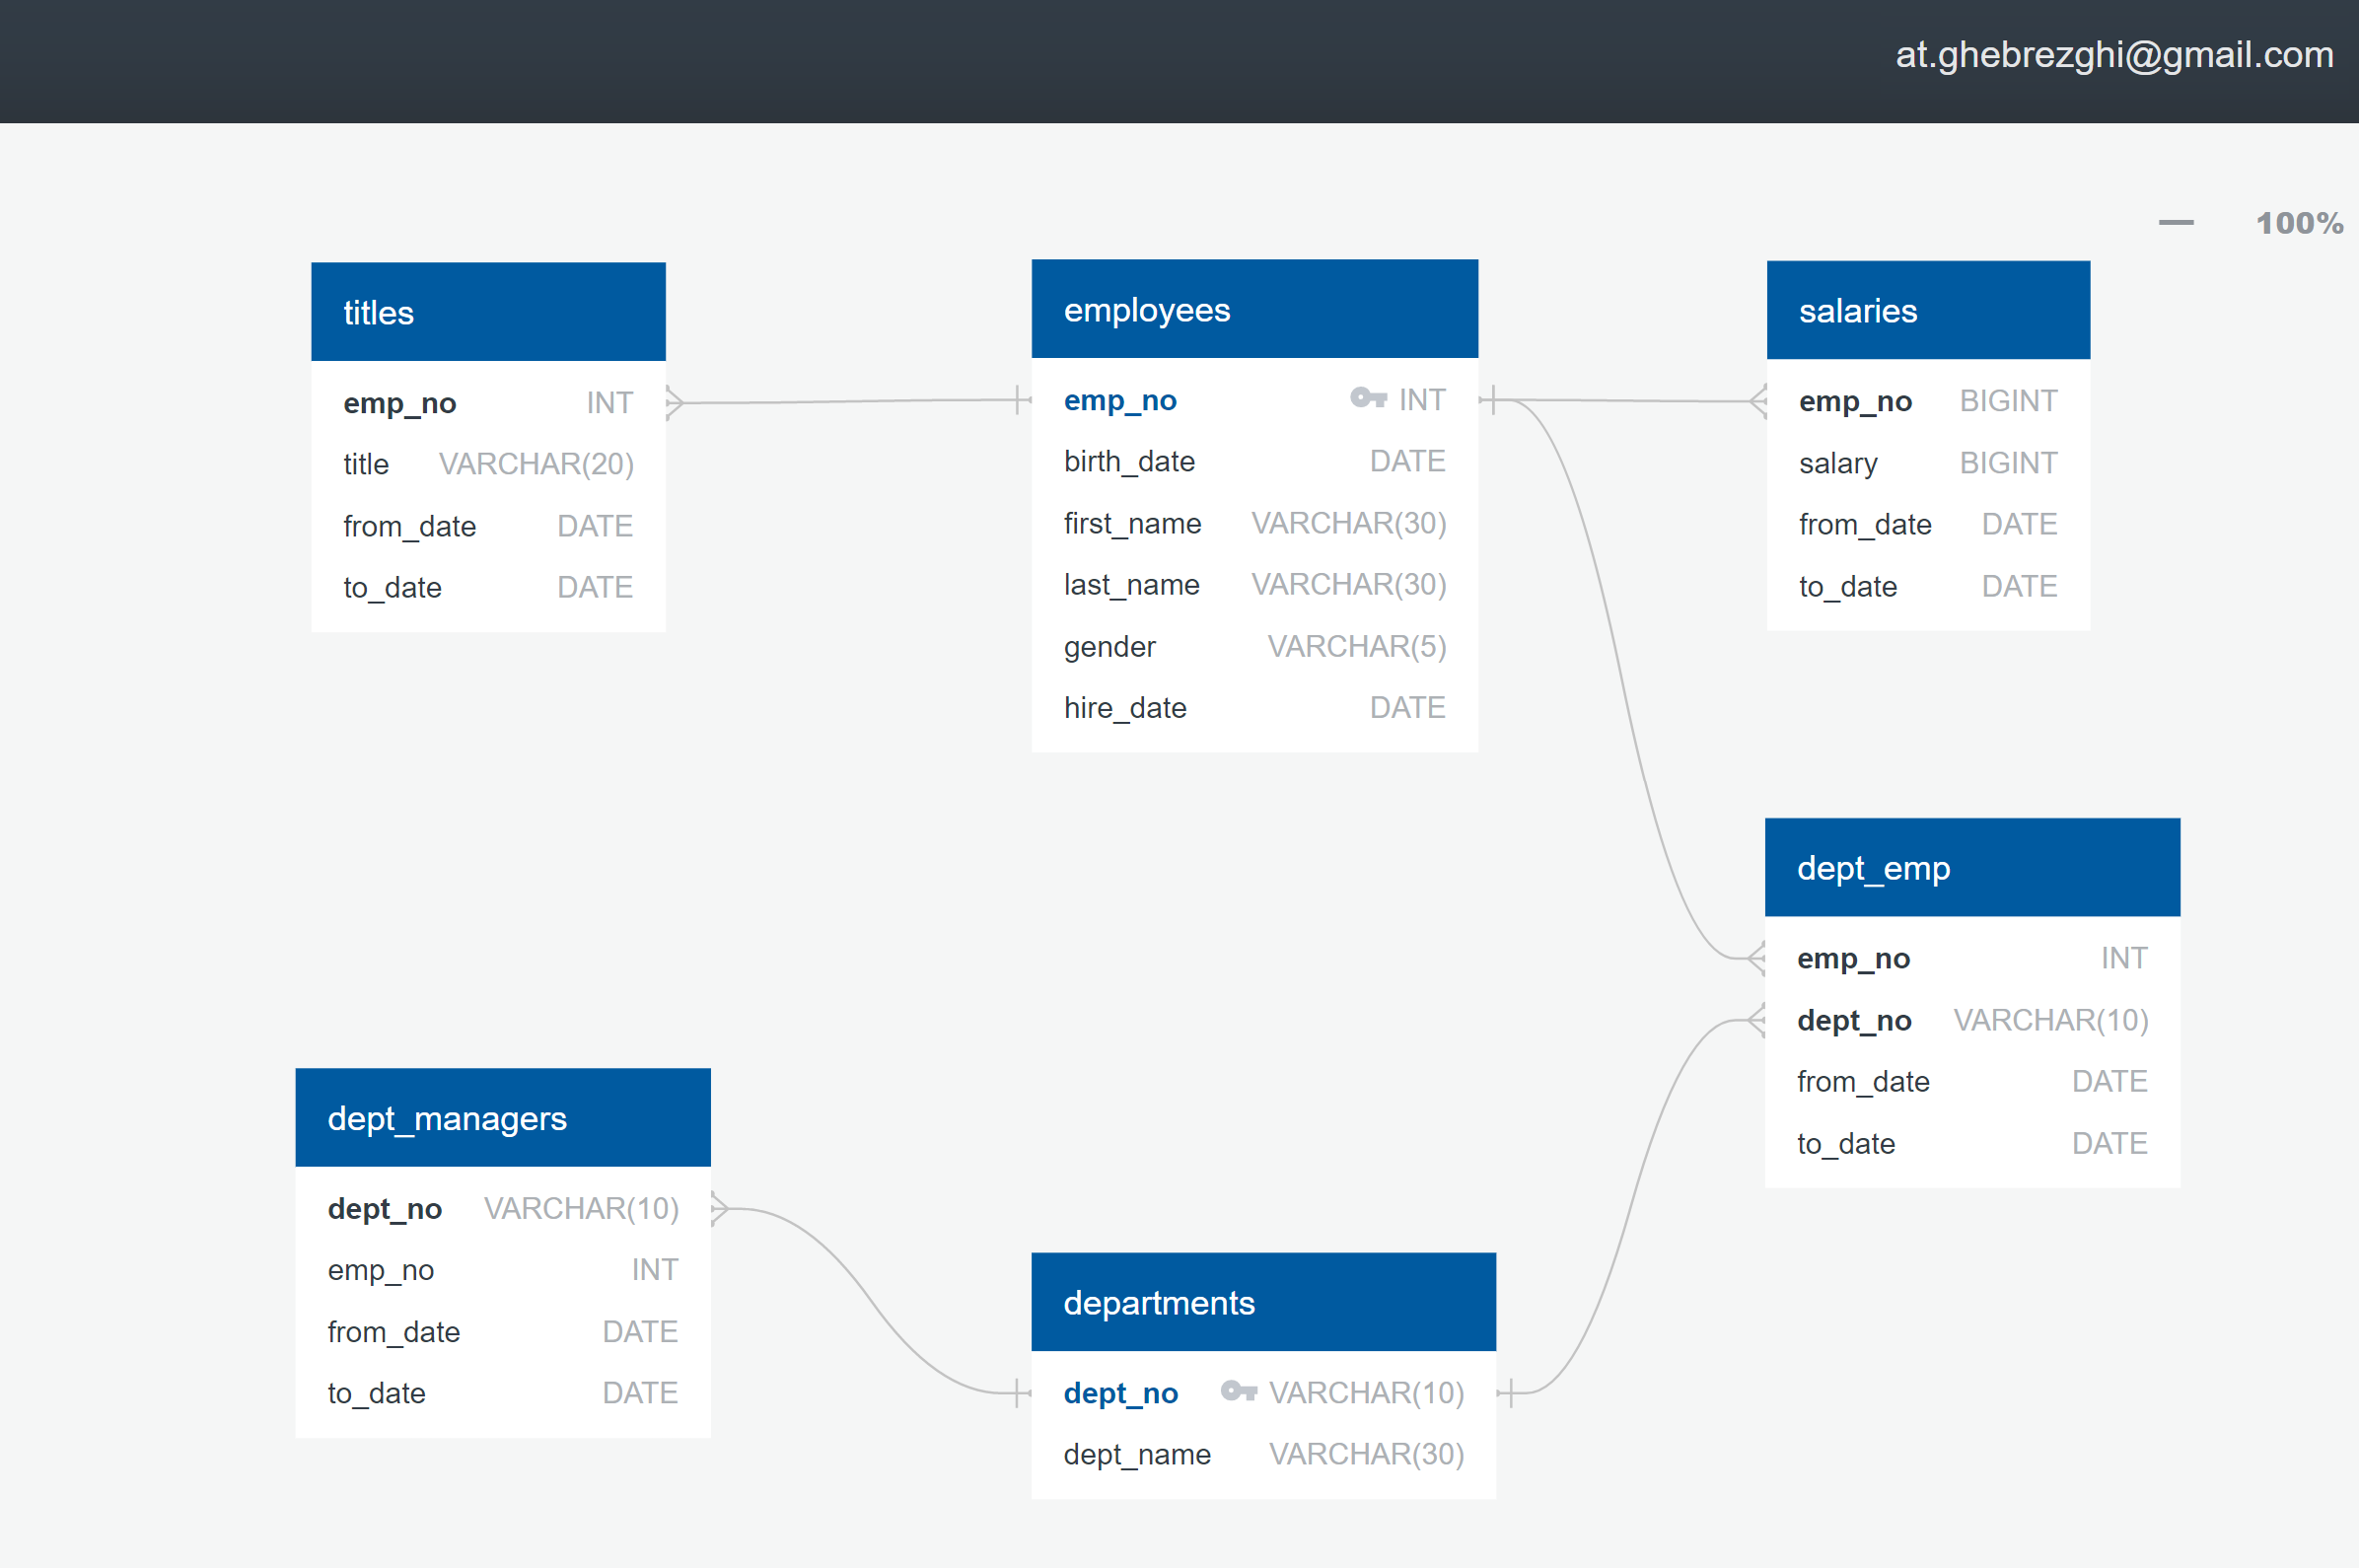 at.ghebrezghi@gmail.com
100%
titles
emp_no INT
title VARCHAR(20)
from_date DATE
to_date DATE
employees
emp_no INT
birth_date DATE
first_name VARCHAR(30)
last_name VARCHAR(30)
gender VARCHAR(5)
hire_date DATE
salaries
emp_no BIGINT
salary BIGINT
from_date DATE
to_date DATE
dept_emp
emp_no INT
dept_no VARCHAR(10)
from_date DATE
to_date DATE
dept_managers
dept_no VARCHAR(10)
emp_no INT
from_date DATE
to_date DATE
departments
dept_no VARCHAR(10)
dept_name VARCHAR(30)